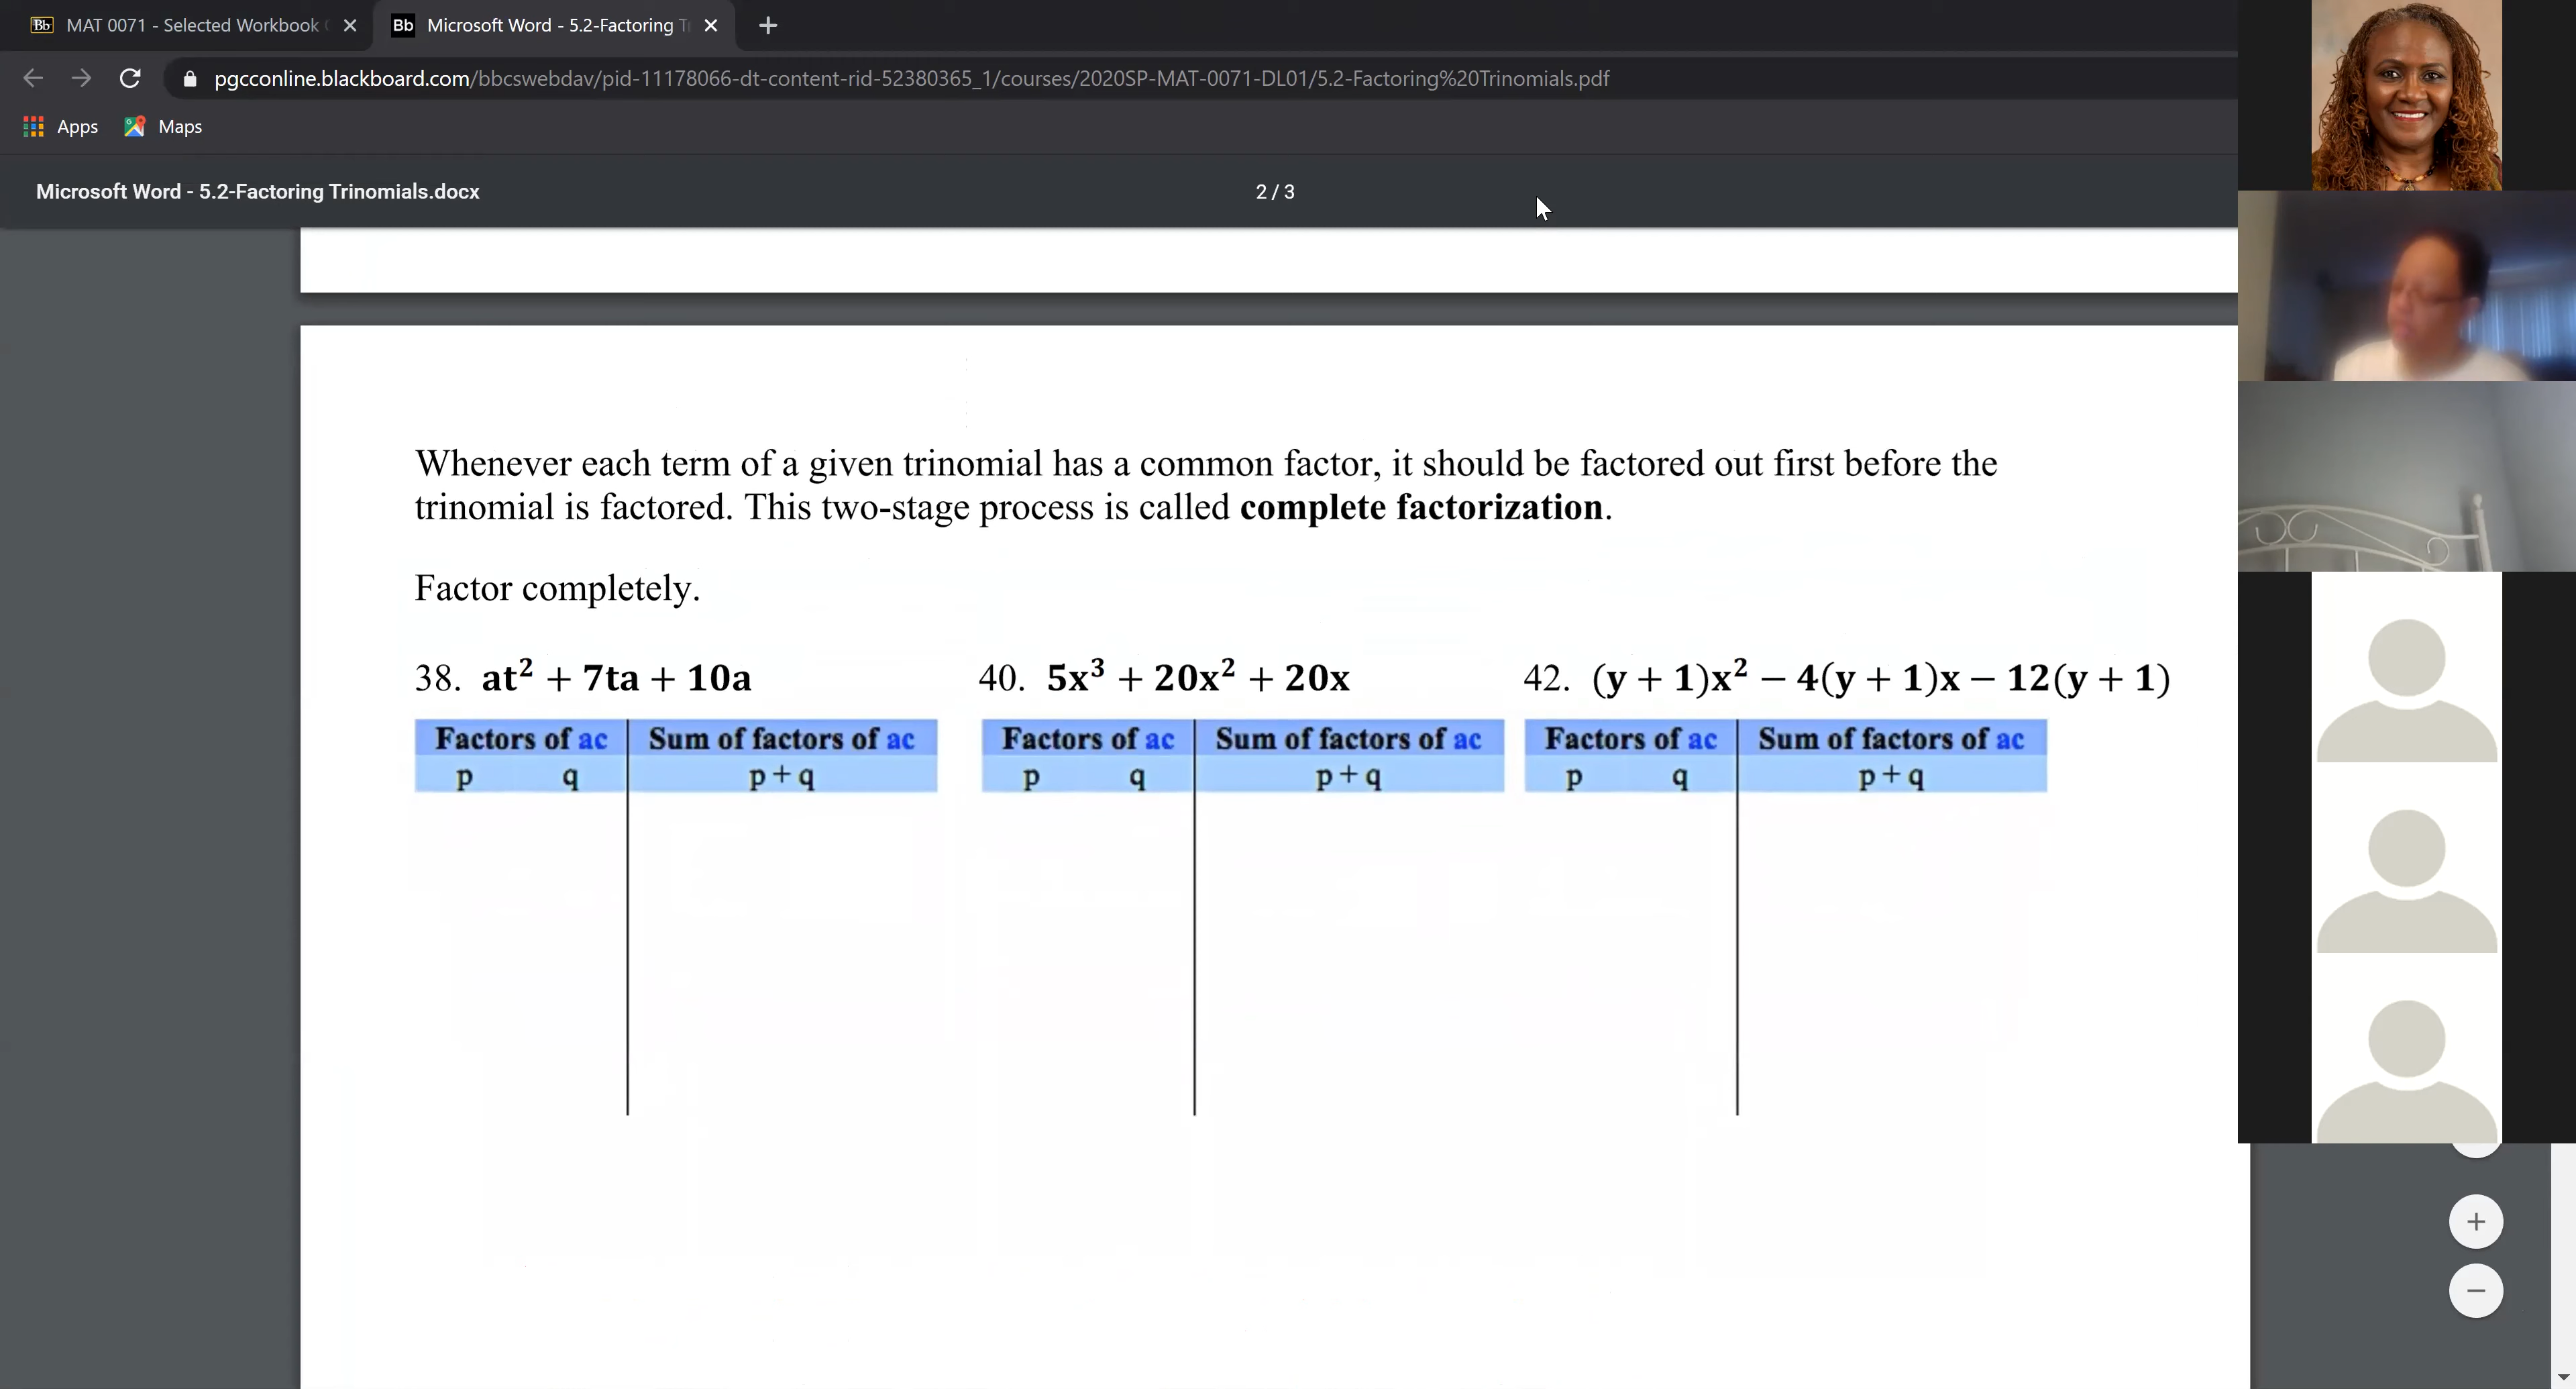 MAT 0071 - Selected Workbook
Microsoft Word - 5.2-Factoring
pgcconline.blackboard.com/bbcswebdav/pid-11178066-dt-content-rid-52380365_1/courses/2020SP-MAT-0071-DL01/5.2-Factoring%20Trinomials.pdf
Apps
Maps
Microsoft Word - 5.2-Factoring Trinomials.docx
2 / 3
Whenever each term of a given trinomial has a common factor, it should be factored out first before the
trinomial is factored. This two-stage process is called complete factorization.
Factor completely.
38. at² + 7ta + 10a
40. 5x³ + 20x² + 20x
42. (y + 1)x² − 4(y + 1)x − 12(y + 1)
Factors of ac Sum of factors of ac
p q p + q
Factors of ac Sum of factors of ac
p q p + q
Factors of ac Sum of factors of ac
p q p + q